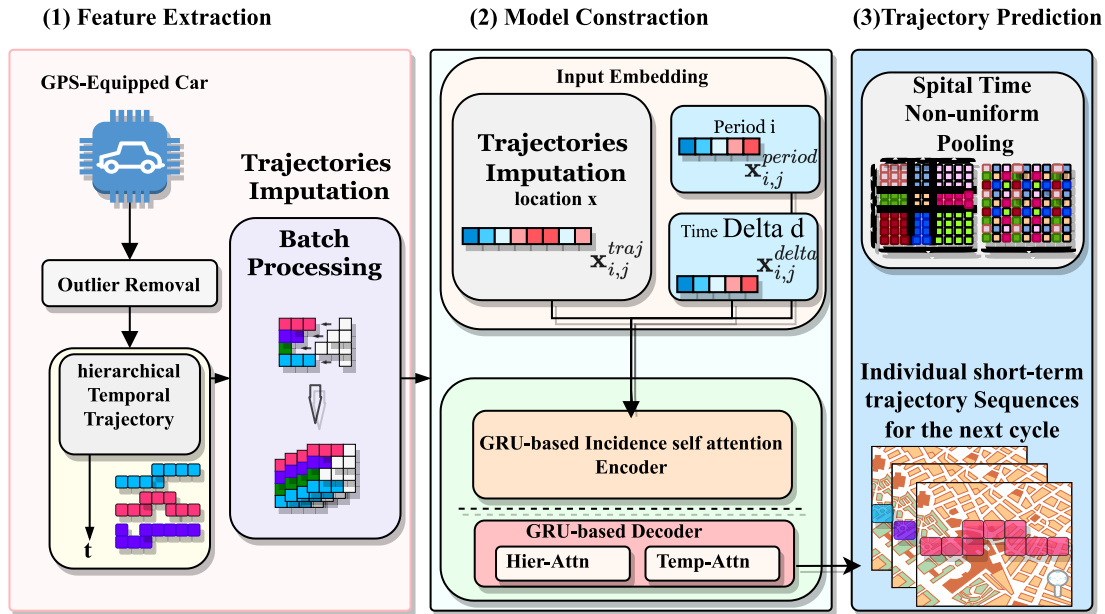 (1) Feature Extraction
GPS-Equipped Car
Outlier Removal
hierarchical
Temporal
Trajectory
t
Trajectories
Imputation
Batch
Processing
(2) Model Constraction
Input Embedding
Trajectories
Imputation
location x
x_{i,j}^{traj}
Period i
x_{i,j}^{period}
Time Delta d
x_{i,j}^{delta}
GRU-based Incidence self attention
Encoder
GRU-based Decoder
Hier-Attn
Temp-Attn
(3)Trajectory Prediction
Spital Time
Non-uniform
Pooling
Individual short-term
trajectory Sequences
for the next cycle